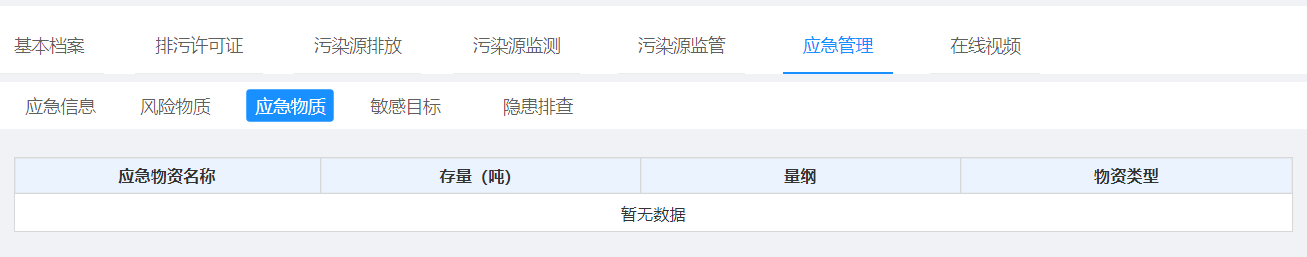 基本档案 排污许可证 污染源排放 污染源监测 污染源监管 应急管理 在线视频
应急信息 风险物质 应急物质 敏感目标 隐患排查
应急物资名称 存量（吨） 量纲 物资类型
暂无数据